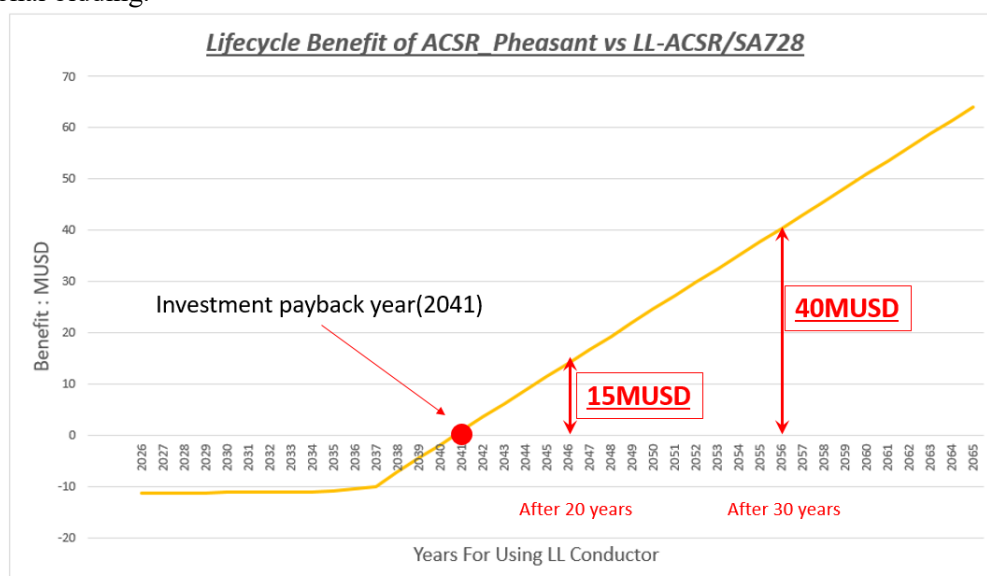 Lifecycle Benefit of ACSR_Pheasant vs LL-ACSR/SA728
70
60
50
40
30
20
10
0
-10
-20
Benefit : MUSD
Investment payback year(2041)
15MUSD
40MUSD
2026 2027 2028 2029 2030 2031 2032 2033 2034 2035 2036 2037 2038 2039 2040 2041 2042 2043 2044 2045 2046 2047 2048 2049 2050 2051 2052 2053 2054 2055 2056 2057 2058 2059 2060 2061 2062 2063 2064 2065
After 20 years
After 30 years
Years For Using LL Conductor